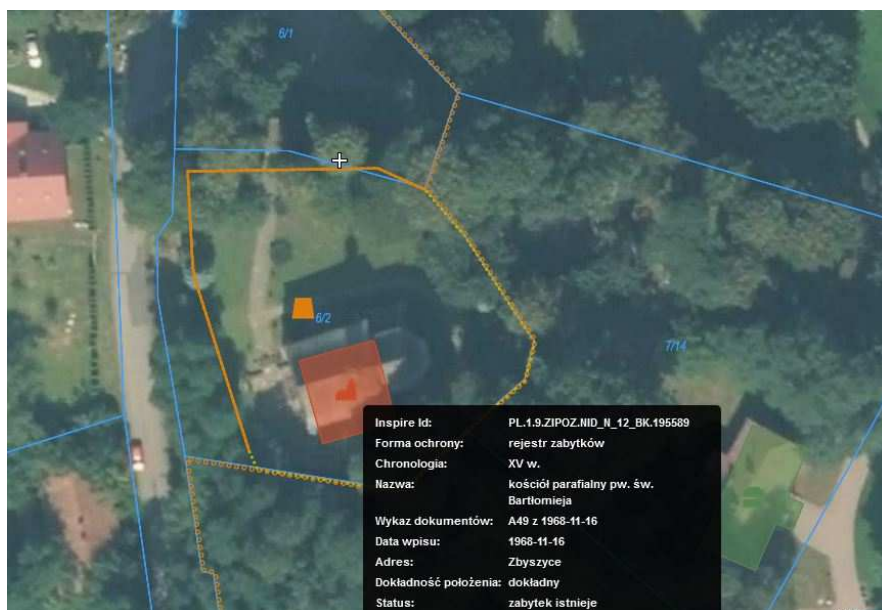 6/1
6/2
7/14
Inspire Id: PL.1.9.ZIPOZ.NID_N_12_BK.195589
Forma ochrony: rejestr zabytków
Chronologia: XV w.
Nazwa: kościół parafialny pw. św.
Bartłomieja
Wykaz dokumentów: A49 z 1968-11-16
Data wpisu: 1968-11-16
Adres: Zbyszyce
Dokładność położenia: dokładny
Status: zabytek istnieje